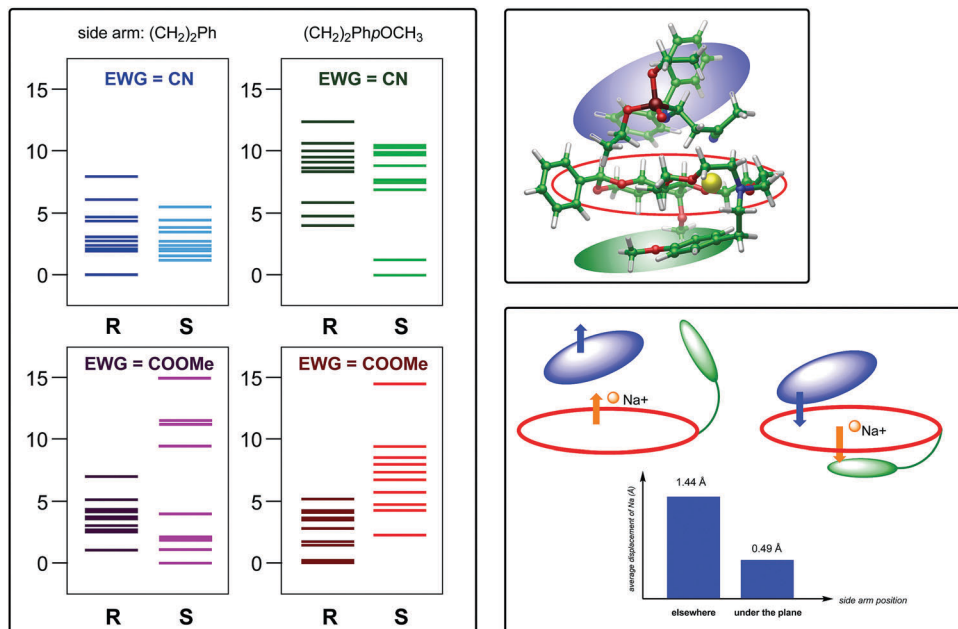 side arm: (CH₂)₂Ph
(CH₂)₂PhpOCH₃
EWG = CN
15
10
5
0
R S
EWG = CN
15
10
5
0
R S
EWG = COOMe
15
10
5
0
R S
EWG = COOMe
15
10
5
0
R S
Na+
Na+
average displacement of Na (Å)
1.44 Å
0.49 Å
elsewhere
under the plane
side arm position